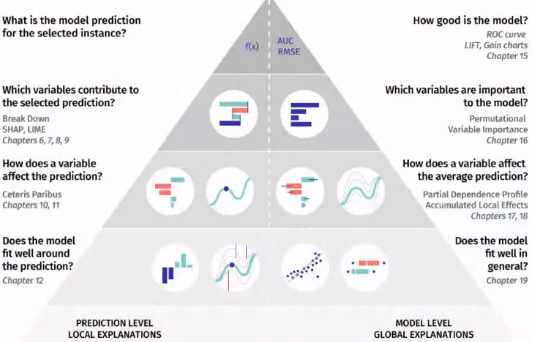 What is the model prediction
for the selected instance?
How good is the model?
ROC curve
LIFT, Gain charts
Chapter 15
f(x)
AUC
RMSE
Which variables contribute to
the selected prediction?
Break Down
SHAP, LIME
Chapters 6, 7, 8, 9
Which variables are important
to the model?
Permutational
Variable Importance
Chapter 16
How does a variable
affect the prediction?
Ceteris Paribus
Chapters 10, 11
How does a variable affect
the average prediction?
Partial Dependence Profile
Accumulated Local Effects
Chapters 17, 18
Does the model
fit well around
the prediction?
Chapter 12
Does the model
fit well in
general?
Chapter 19
PREDICTION LEVEL
LOCAL EXPLANATIONS
MODEL LEVEL
GLOBAL EXPLANATIONS